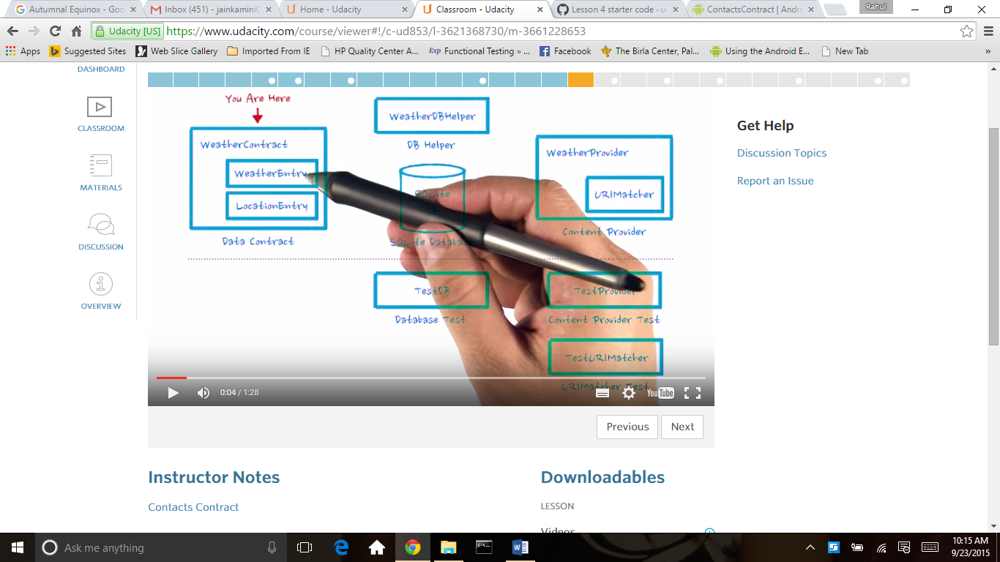 Autumnal Equinox - Goo
Inbox (451) - jainkamini0
Home - Udacity
Classroom - Udacity
Lesson 4 starter code · u
ContactsContract | Andr
Rahul
Udacity [US]
https://www.udacity.com/course/viewer#!/c-ud853/l-3621368730/m-3661228653
Apps
Suggested Sites
Web Slice Gallery
Imported From IE
HP Quality Center A...
Exp Functional Testing » ...
Facebook
The Birla Center, Pal...
Using the Android E...
New Tab
»
DASHBOARD
CLASSROOM
MATERIALS
DISCUSSION
OVERVIEW
You Are Here
WeatherContract
WeatherEntry
LocationEntry
Data Contract
WeatherDBHelper
DB Helper
SQLite
SQLite Databa
WeatherProvider
URIMatcher
Content Provider
TestDB
Database Test
TestProvider
Content Provider Test
TestURIMatcher
URIMatcher Test
0:04 / 1:28
YouTube
Previous
Next
Get Help
Discussion Topics
Report an Issue
Instructor Notes
Contacts Contract
Downloadables
LESSON
Videos
Ask me anything
10:15 AM
9/23/2015